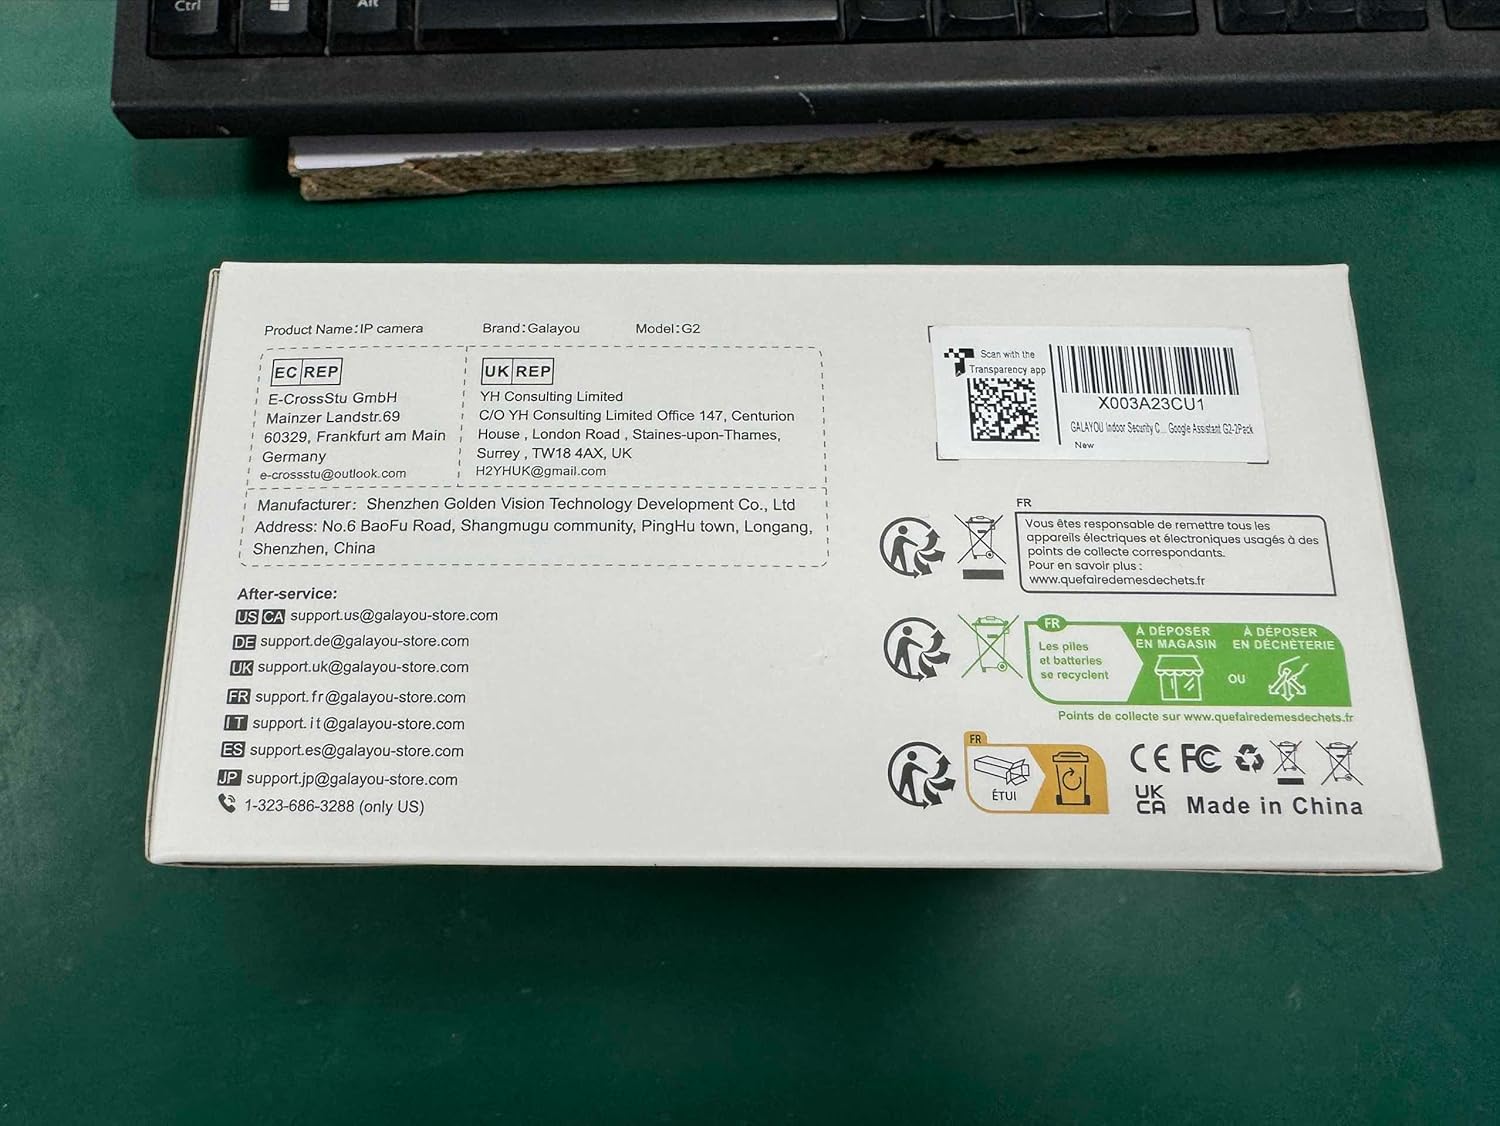 Ctrl
Alt
Product Name:IP camera
Brand:Galayou
Model:G2
EC REP
E-CrossStu GmbH
Mainzer Landstr.69
60329, Frankfurt am Main
Germany
e-crossstu@outlook.com
UK REP
YH Consulting Limited
C/O YH Consulting Limited Office 147, Centurion
House , London Road , Staines-upon-Thames,
Surrey , TW18 4AX, UK
H2YHUK@gmail.com
Manufacturer: Shenzhen Golden Vision Technology Development Co., Ltd
Address: No.6 BaoFu Road, Shangmugu community, PingHu town, Longang,
Shenzhen, China
After-service:
US CA support.us@galayou-store.com
DE support.de@galayou-store.com
UK support.uk@galayou-store.com
FR support.fr@galayou-store.com
IT support.it@galayou-store.com
ES support.es@galayou-store.com
JP support.jp@galayou-store.com
1-323-686-3288 (only US)
Scan with the
Transparency app
X003A23CU1
GALAYOU Indoor Security C... Google Assistant G2-2Pack
New
FR
Vous êtes responsable de remettre tous les
appareils électriques et électroniques usagés à des
points de collecte correspondants.
Pour en savoir plus :
www.quefairedemesdechets.fr
FR
Les piles
et batteries
se recyclent
À DÉPOSER
EN MAGASIN
OU
À DÉPOSER
EN DÉCHÈTERIE
Points de collecte sur www.quefairedemesdechets.fr
FR
ÉTUI
CE FC
UK
CA
Made in China